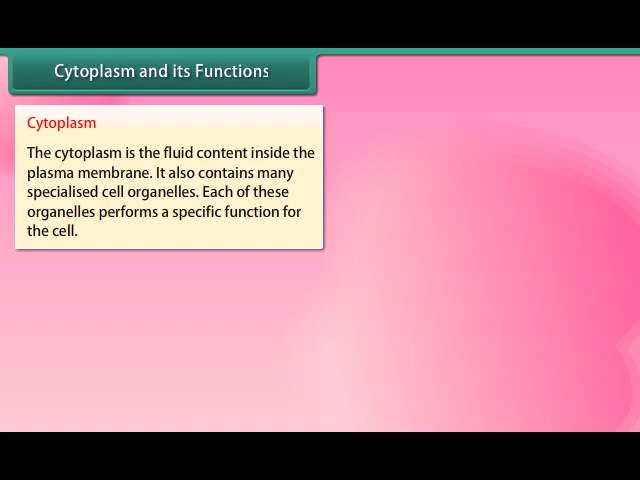 Cytoplasm and its Functions
Cytoplasm
The cytoplasm is the fluid content inside the
plasma membrane. It also contains many
specialised cell organelles. Each of these
organelles performs a specific function for
the cell.